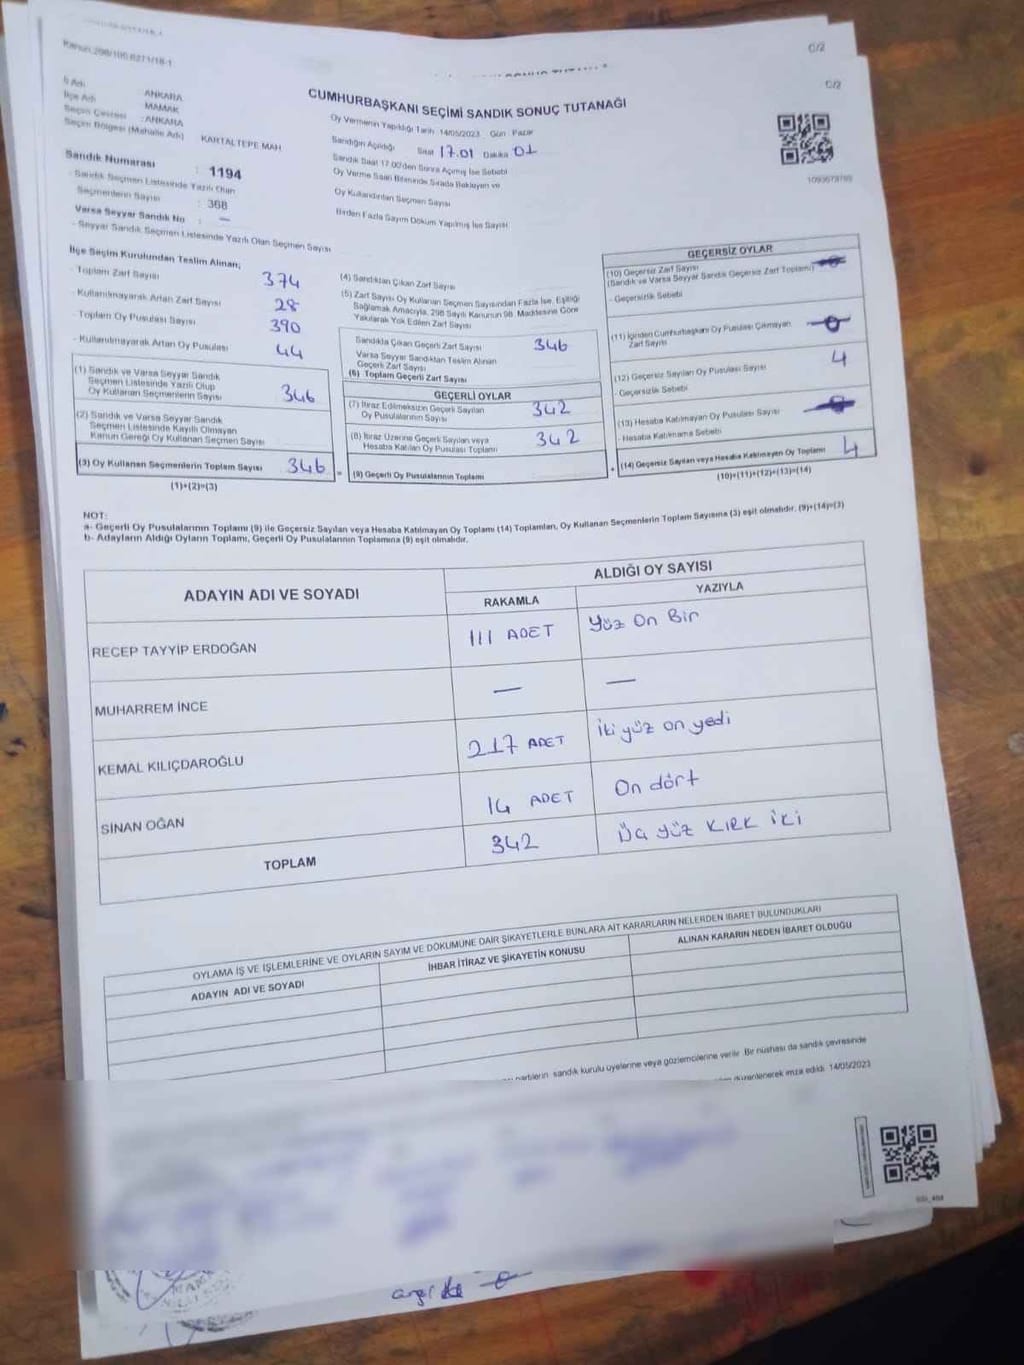 Kanun:298/100,6271/18-1
C/2
C/2
CUMHURBAŞKANI SEÇİMİ SANDIK SONUÇ TUTANAĞI
İl Adı : ANKARA
İlçe Adı : MAMAK
Seçim Çevresi : ANKARA
Seçim Bölgesi (Mahalle Adı) KARTALTEPE MAH
Sandık Numarası : 1194
- Sandık Seçmen Listesinde Yazılı Olan
Seçmenlerin Sayısı : 368
Varsa Seyyar Sandık No : —
- Seyyar Sandık Seçmen Listesinde Yazılı Olan Seçmen Sayısı
Oy Vermenin Yapıldığı Tarih 14/05/2023 Gün Pazar
Sandığın Açıldığı Saat 17.01 Dakika 01
Sandık Saat 17.00'den Sonra Açılmış İse Sebebi
Oy Verme Saati Bitiminde Sırada Bekleyen ve
Oy Kullandırılan Seçmen Sayısı
Birden Fazla Sayım Döküm Yapılmış İse Sayısı
İlçe Seçim Kurulundan Teslim Alınan;
- Toplam Zarf Sayısı 374
- Kullanılmayarak Artan Zarf Sayısı 28
- Toplam Oy Pusulası Sayısı 390
- Kullanılmayarak Artan Oy Pusulası 44
(1) Sandık ve Varsa Seyyar Sandık
Seçmen Listesinde Yazılı Olup
Oy Kullanan Seçmenlerin Sayısı 346
(2) Sandık ve Varsa Seyyar Sandık
Seçmen Listesinde Kayıtlı Olmayan
Kanun Gereği Oy Kullanan Seçmen Sayısı
(3) Oy Kullanan Seçmenlerin Toplam Sayısı 346 =
(1)+(2)=(3)
(4) Sandıktan Çıkan Zarf Sayısı
(5) Zarf Sayısı Oy Kullanan Seçmen Sayısından Fazla İse, Eşitliği
Sağlamak Amacıyla, 298 Sayılı Kanunun 98. Maddesine Göre
Yakılarak Yok Edilen Zarf Sayısı
Sandıkta Çıkan Geçerli Zarf Sayısı 346
Varsa Seyyar Sandıktan Teslim Alınan
Geçerli Zarf Sayısı
(6) Toplam Geçerli Zarf Sayısı
GEÇERLİ OYLAR
(7) İtiraz Edilmeksizin Geçerli Sayılan
Oy Pusulalarının Sayısı 342
(8) İtiraz Üzerine Geçerli Sayılan veya
Hesaba Katılan Oy Pusulası Toplamı 342
(9) Geçerli Oy Pusulalarının Toplamı +
GEÇERSİZ OYLAR
(10) Geçersiz Zarf Sayısı
(Sandık ve Varsa Seyyar Sandık Geçersiz Zarf Toplamı)
- Geçersizlik Sebebi
(11) İçinden Cumhurbaşkanı Oy Pusulası Çıkmayan
Zarf Sayısı 0
(12) Geçersiz Sayılan Oy Pusulası Sayısı 4
- Geçersizlik Sebebi
(13) Hesaba Katılmayan Oy Pusulası Sayısı
- Hesaba Katılmama Sebebi
(14) Geçersiz Sayılan veya Hesaba Katılmayan Oy Toplamı 4
(10)+(11)+(12)+(13)=(14)
NOT:
a- Geçerli Oy Pusulalarının Toplamı (9) ile Geçersiz Sayılan veya Hesaba Katılmayan Oy Toplamı (14) Toplamları, Oy Kullanan Seçmenlerin Toplam Sayısına (3) eşit olmalıdır. (9)+(14)=(3)
b- Adayların Aldığı Oyların Toplamı, Geçerli Oy Pusulalarının Toplamına (9) eşit olmalıdır.
ADAYIN ADI VE SOYADI
ALDIĞI OY SAYISI
RAKAMLA YAZIYLA
RECEP TAYYİP ERDOĞAN 111 ADET Yüz On Bir
MUHARREM İNCE — —
KEMAL KILIÇDAROĞLU 217 ADET iki yüz on yedi
SİNAN OĞAN 14 ADET On dört
TOPLAM 342 Üç yüz KIRK İKİ
OYLAMA İŞ VE İŞLEMLERİNE VE OYLARIN SAYIM VE DÖKÜMÜNE DAİR ŞİKAYETLERLE BUNLARA AİT KARARLARIN NELERDEN İBARET BULUNDUKLARI
ADAYIN ADI VE SOYADI İHBAR İTİRAZ VE ŞİKAYETİN KONUSU ALINAN KARARIN NEDEN İBARET OLDUĞU
partilerin sandık kurulu üyelerine veya gözlemcilerine verilir. Bir nüshası da sandık çevresinde
düzenlenerek imza edildi. 14/05/2023